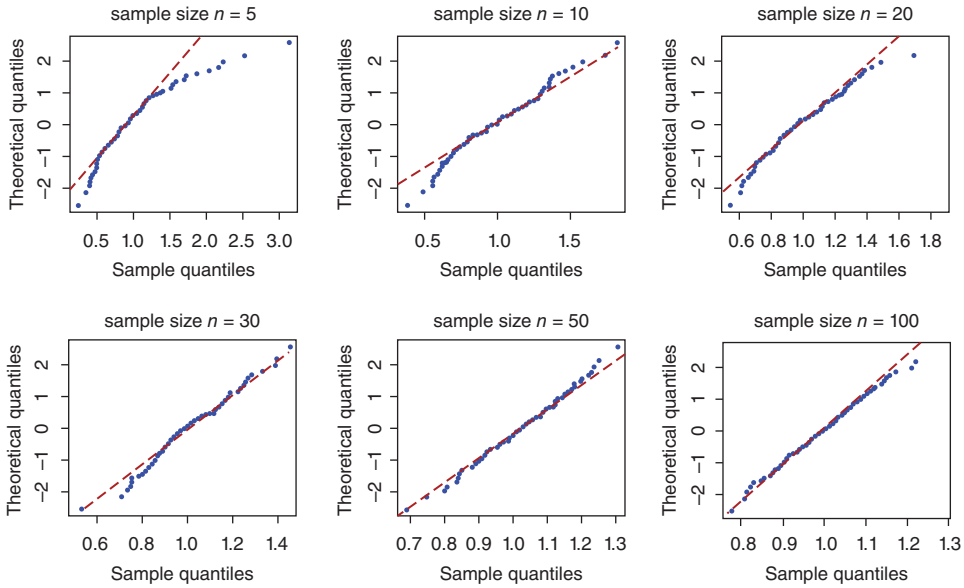 sample size n = 5
Theoretical quantiles
2
1
0
−1
−2
0.5 1.0 1.5 2.0 2.5 3.0
Sample quantiles
sample size n = 10
Theoretical quantiles
2
1
0
−1
−2
0.5 1.0 1.5
Sample quantiles
sample size n = 20
Theoretical quantiles
2
1
0
−1
−2
0.6 0.8 1.0 1.2 1.4 1.6 1.8
Sample quantiles
sample size n = 30
Theoretical quantiles
2
1
0
−1
−2
0.6 0.8 1.0 1.2 1.4
Sample quantiles
sample size n = 50
Theoretical quantiles
2
1
0
−1
−2
0.7 0.8 0.9 1.0 1.1 1.2 1.3
Sample quantiles
sample size n = 100
Theoretical quantiles
2
1
0
−1
−2
0.8 0.9 1.0 1.1 1.2 1.3
Sample quantiles